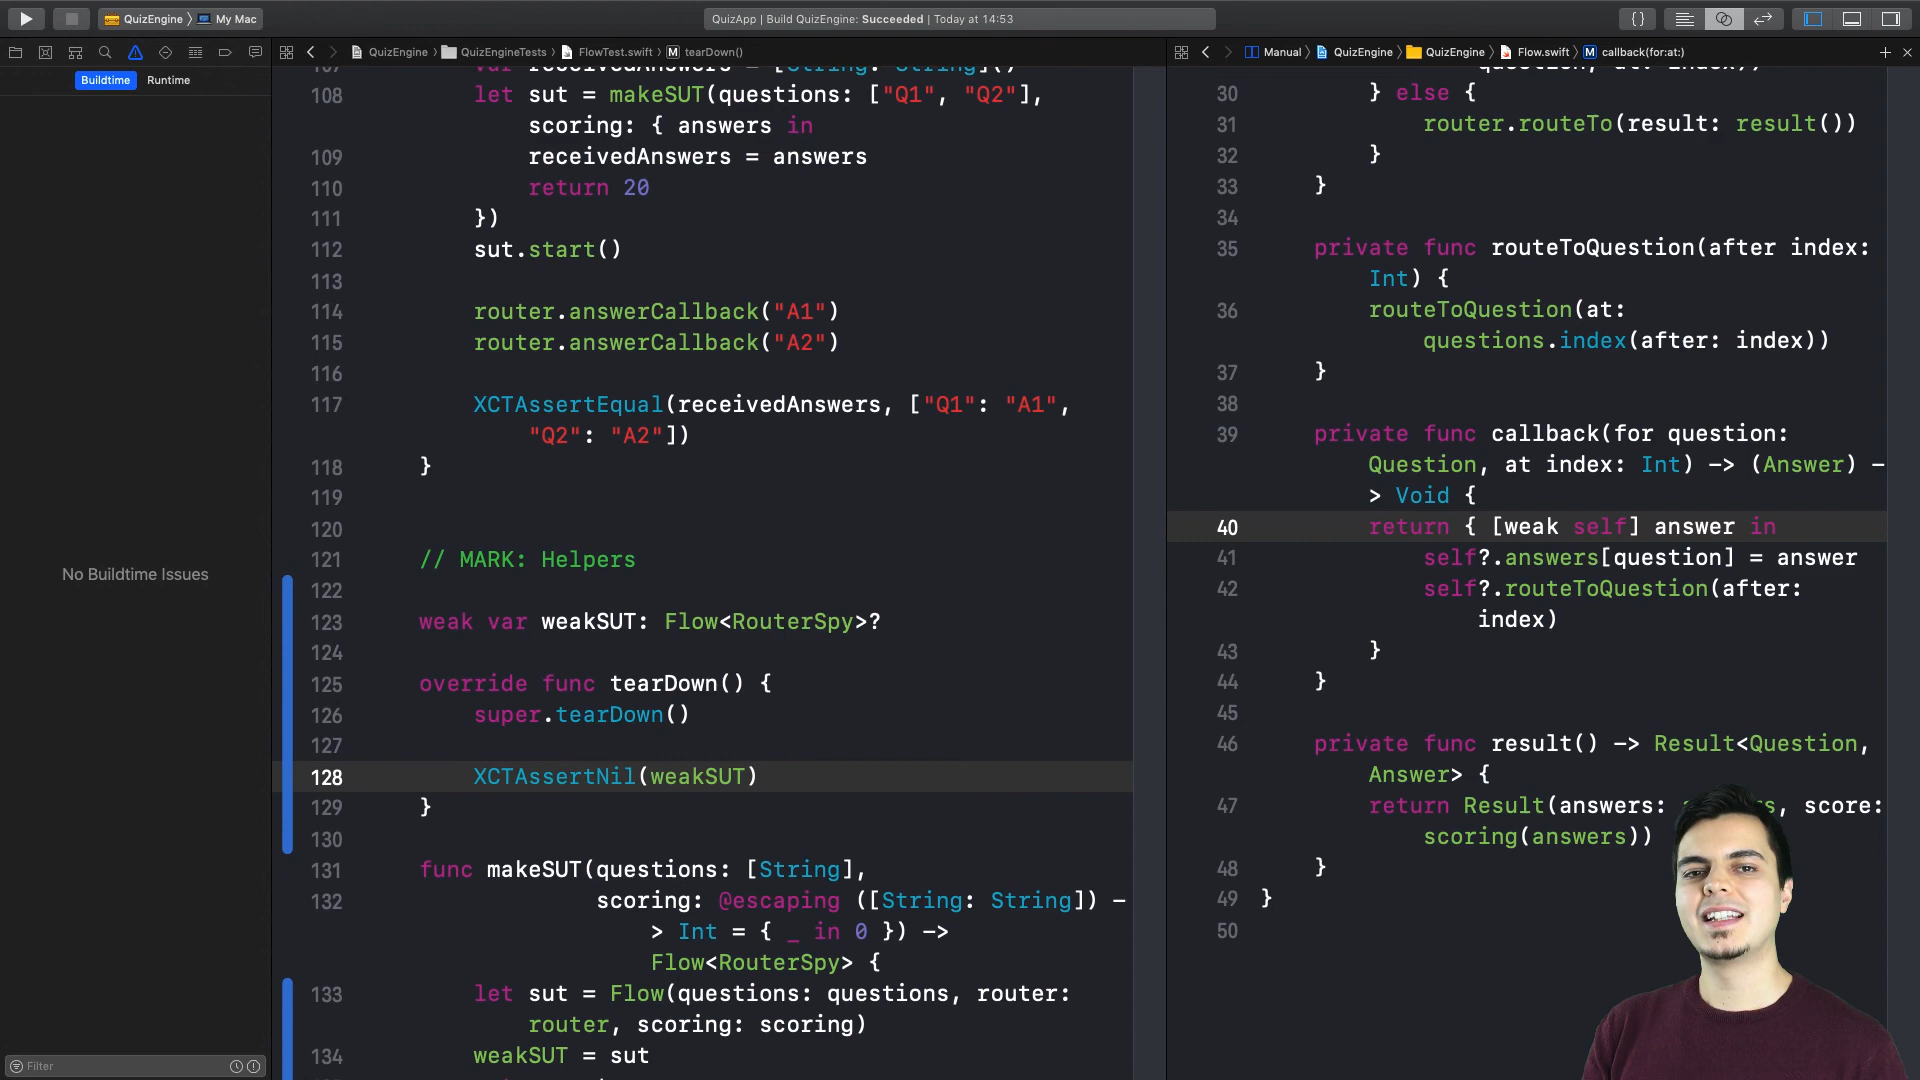 QuizEngine 〉 My Mac
QuizApp | Build QuizEngine: Succeeded | Today at 14:53
QuizEngine 〉 QuizEngineTests 〉 FlowTest.swift 〉 M tearDown()
Manual 〉 QuizEngine 〉 QuizEngine 〉 Flow.swift 〉 M callback(for:at:)
Buildtime Runtime
No Buildtime Issues
Filter
107 var receivedAnswers = [String: String]()
108 let sut = makeSUT(questions: ["Q1", "Q2"],
scoring: { answers in
109 receivedAnswers = answers
110 return 20
111 })
112 sut.start()
113
114 router.answerCallback("A1")
115 router.answerCallback("A2")
116
117 XCTAssertEqual(receivedAnswers, ["Q1": "A1",
"Q2": "A2"])
118 }
119
120
121 // MARK: Helpers
122
123 weak var weakSUT: Flow<RouterSpy>?
124
125 override func tearDown() {
126 super.tearDown()
127
128 XCTAssertNil(weakSUT)
129 }
130
131 func makeSUT(questions: [String],
132 scoring: @escaping ([String: String]) -
> Int = { _ in 0 }) ->
Flow<RouterSpy> {
133 let sut = Flow(questions: questions, router:
router, scoring: scoring)
134 weakSUT = sut
question, at: index))
30 } else {
31 router.routeTo(result: result())
32 }
33 }
34
35 private func routeToQuestion(after index:
Int) {
36 routeToQuestion(at:
questions.index(after: index))
37 }
38
39 private func callback(for question:
Question, at index: Int) -> (Answer) -
> Void {
40 return { [weak self] answer in
41 self?.answers[question] = answer
42 self?.routeToQuestion(after:
index)
43 }
44 }
45
46 private func result() -> Result<Question,
Answer> {
47 return Result(answers: , score:
scoring(answers))
48 }
49 }
50